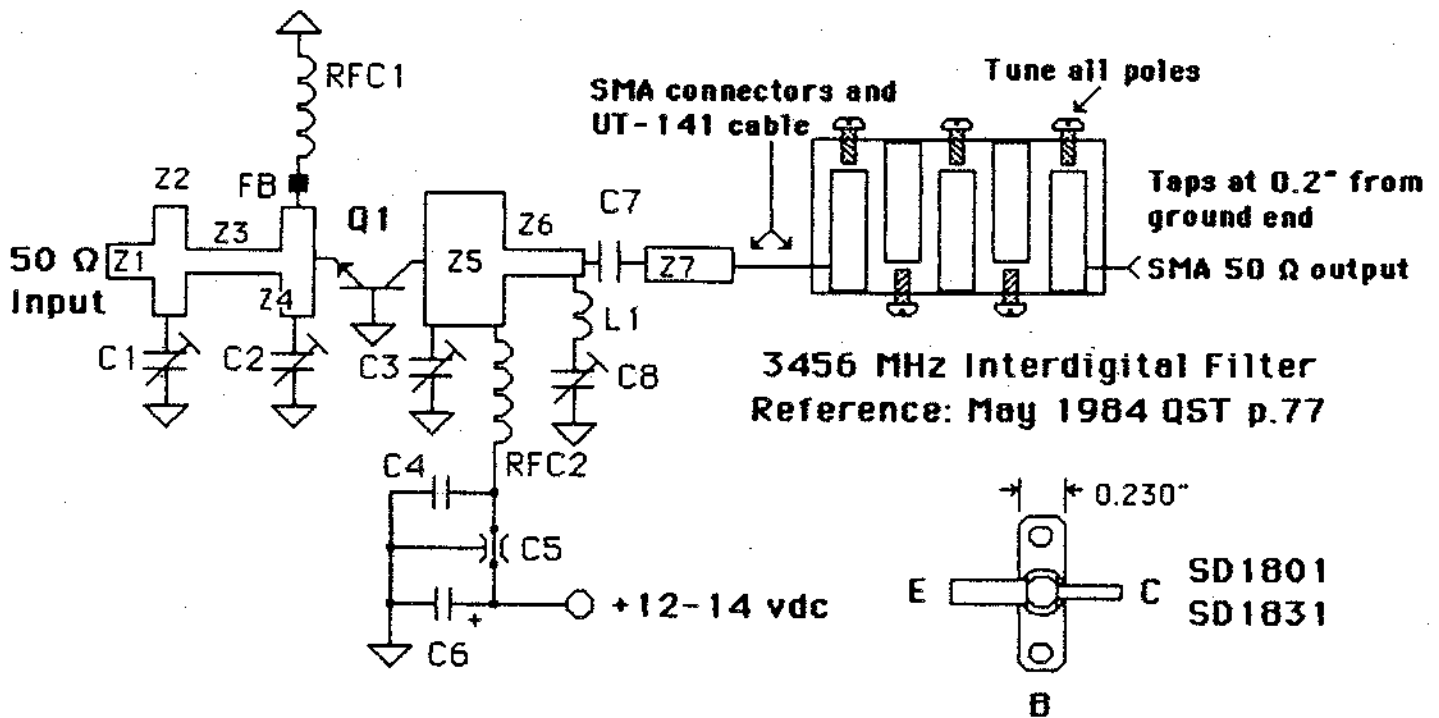 RFC1
SMA connectors and
UT-141 cable
Tune all poles
Z2
FB
Q1
Z3
Z6
C7
Taps at 0.2" from
ground end
50 Ω
Input
Z1
Z5
Z7
SMA 50 Ω output
Z4
L1
C1
C2
C3
C8
3456 MHz Interdigital Filter
Reference: May 1984 QST p.77
RFC2
C4
0.230"
C5
E
C
SD1801
SD1831
+12-14 vdc
+
C6
B